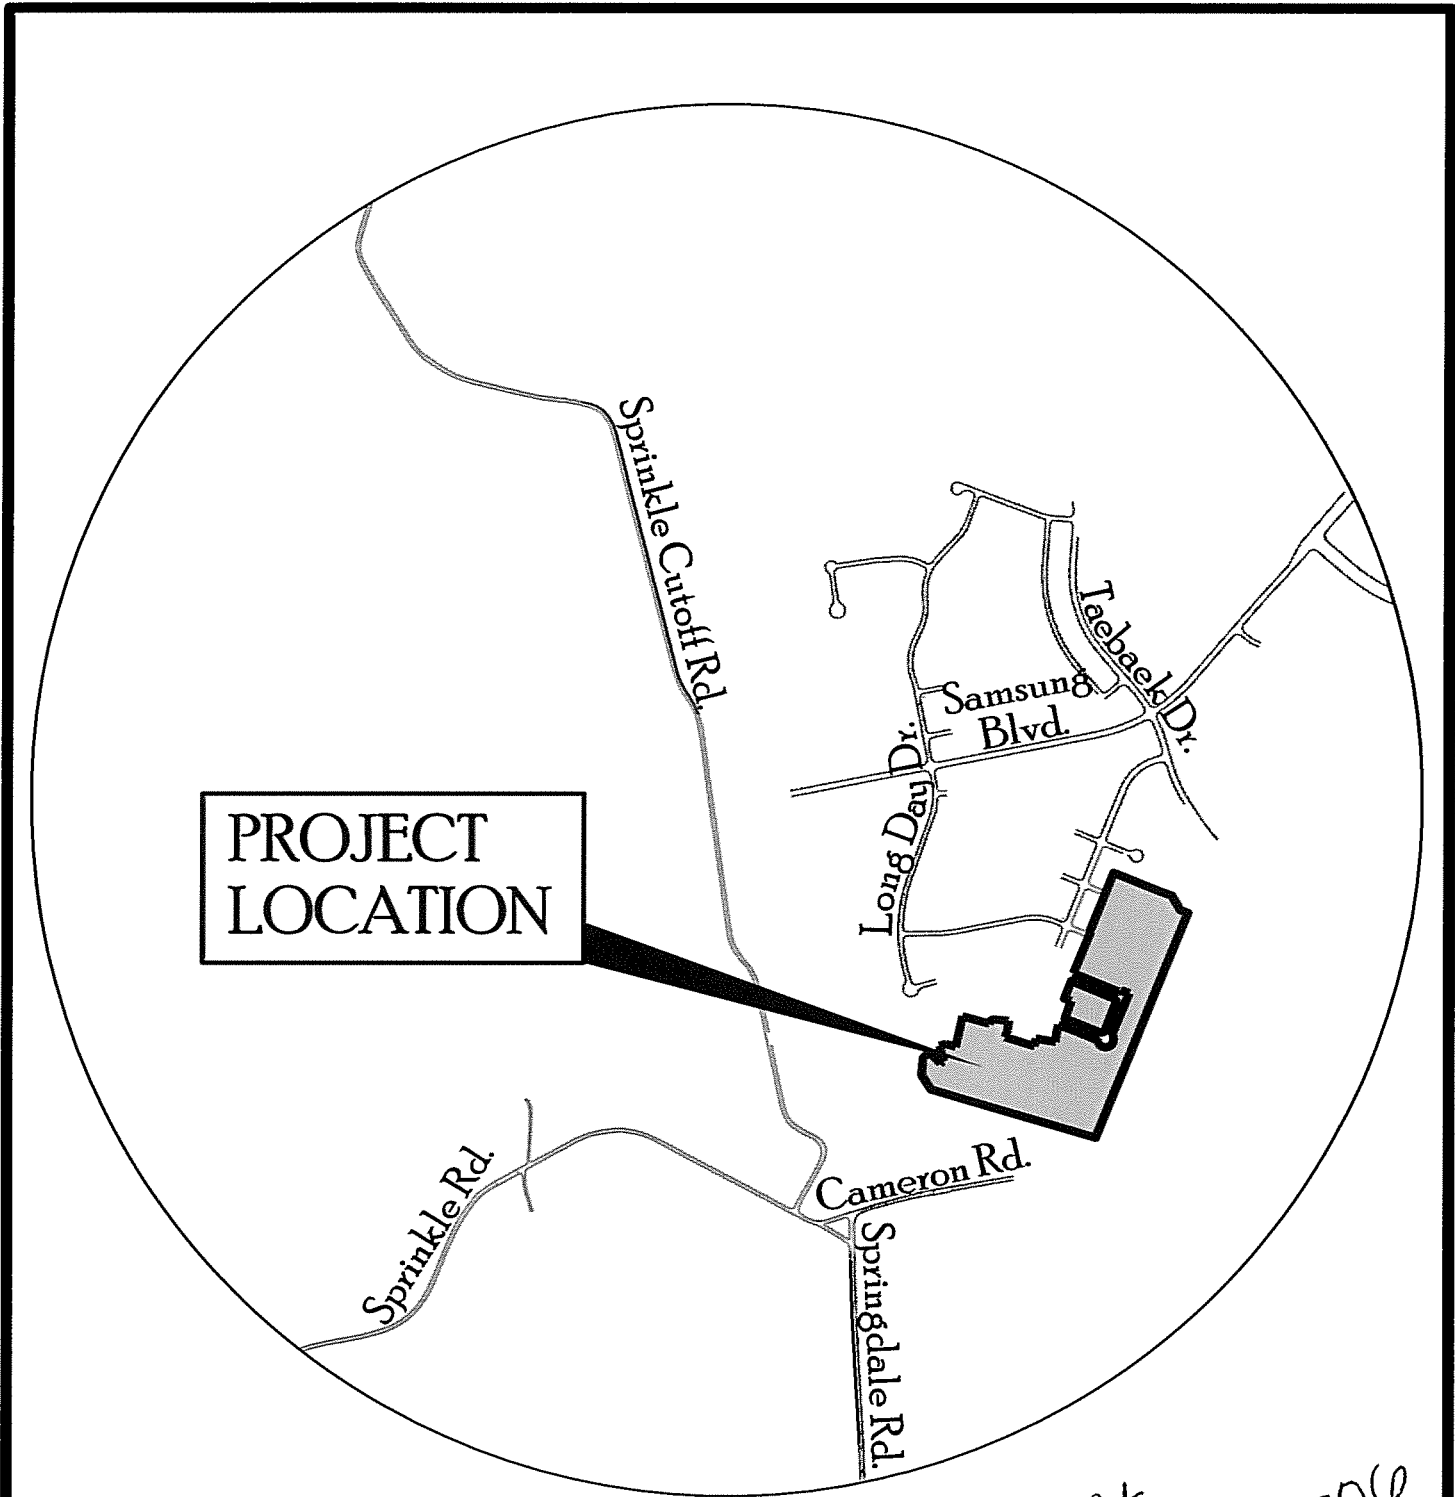 Sprinkle Cutoff Rd.
Taebaek Dr.
Samsung
Blvd.
Long Day Dr.
PROJECT
LOCATION
Sprinkle Rd.
Cameron Rd.
Springdale Rd.